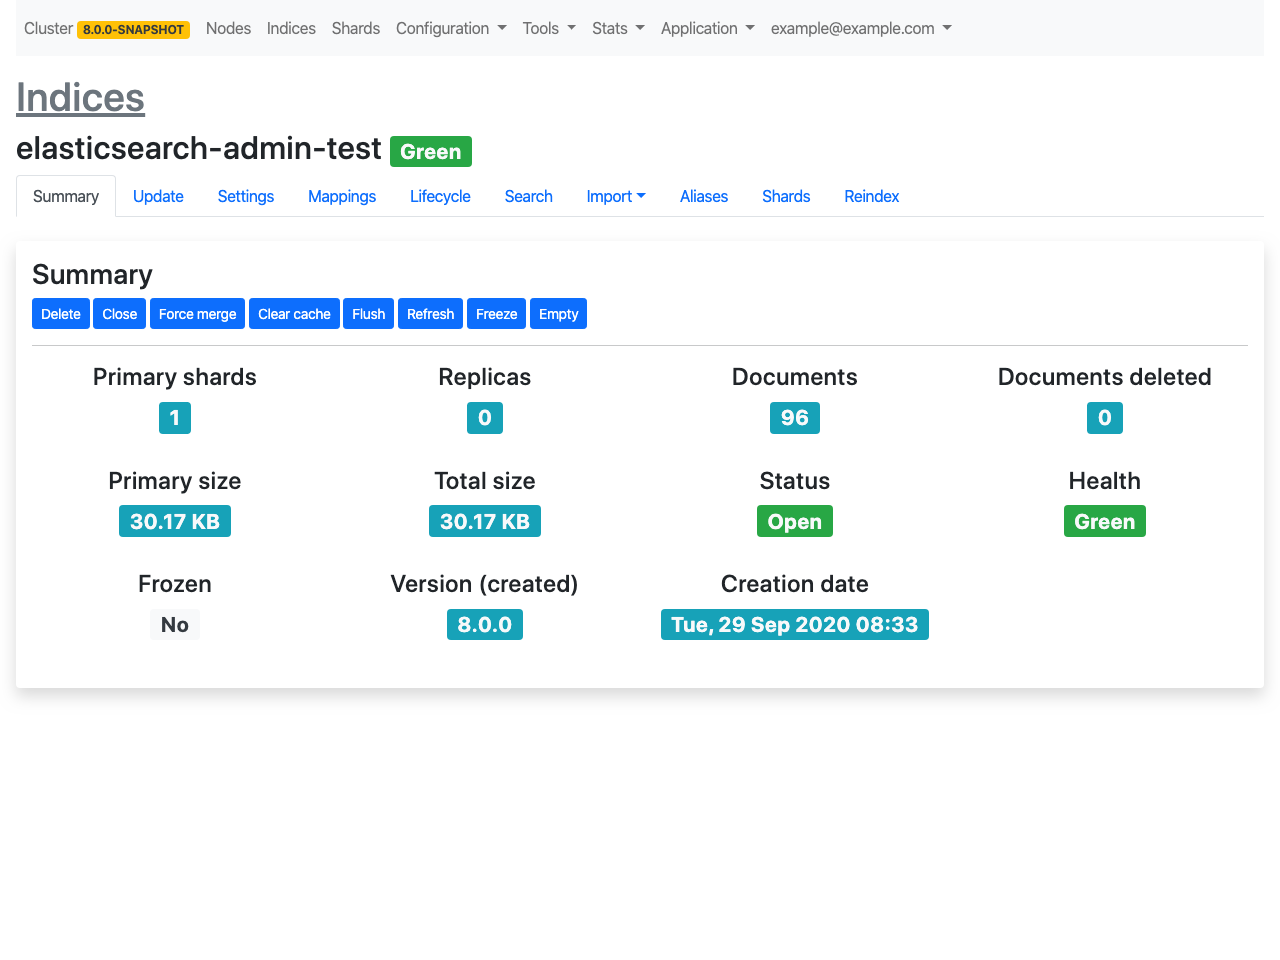 Cluster 8.0.0-SNAPSHOT Nodes Indices Shards Configuration Tools Stats Application example@example.com
Indices
elasticsearch-admin-test Green
Summary Update Settings Mappings Lifecycle Search Import Aliases Shards Reindex
Summary
Delete Close Force merge Clear cache Flush Refresh Freeze Empty
Primary shards Replicas Documents Documents deleted
1 0 96 0
Primary size Total size Status Health
30.17 KB 30.17 KB Open Green
Frozen Version (created) Creation date
No 8.0.0 Tue, 29 Sep 2020 08:33